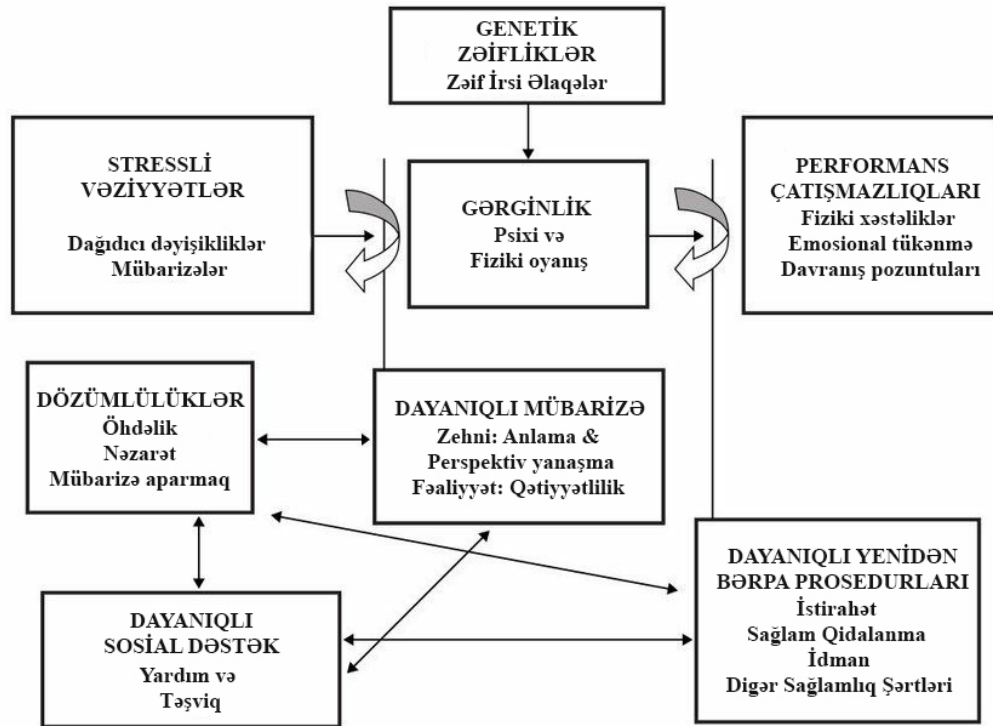 GENETİK
ZƏİFLİKLƏR
Zəif İrsi Əlaqələr
STRESSLİ
VƏZİYYƏTLƏR
Dağıdıcı dəyişikliklər
Mübarizələr
GƏRGİNLİK
Psixi və
Fiziki oyanış
PERFORMANS
ÇATIŞMAZLIQLARI
Fiziki xəstəliklər
Emosional tükənmə
Davranış pozuntuları
DÖZÜMLÜLÜKLƏR
Öhdəlik
Nəzarət
Mübarizə aparmaq
DAYANIQLI MÜBARİZƏ
Zehni: Anlama &
Perspektiv yanaşma
Fəaliyyət: Qətiyyətlilik
DAYANIQLI
SOSİAL DƏSTƏK
Yardım və
Təşviq
DAYANIQLI YENİDƏN
BƏRPA PROSEDURLARI
İstirahət
Sağlam Qidalanma
İdman
Digər Sağlamlıq Şərtləri